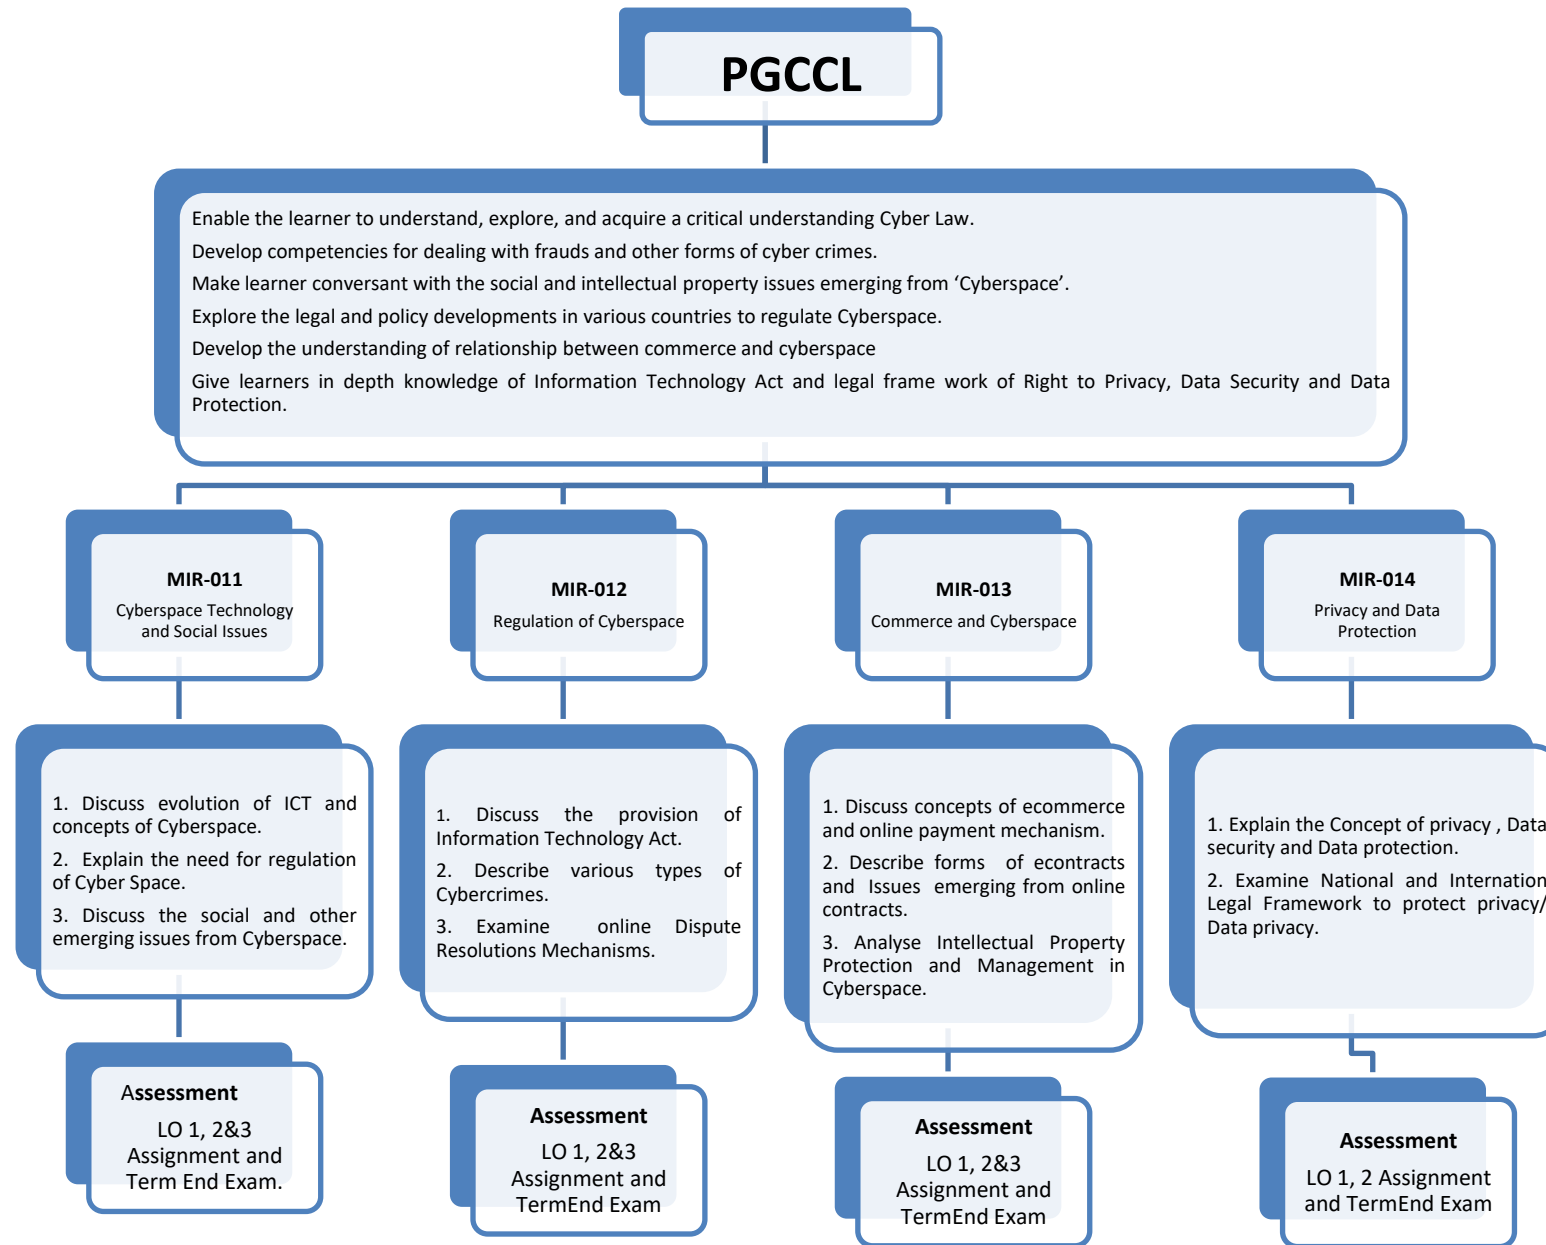 PGCCL
Enable the learner to understand, explore, and acquire a critical understanding Cyber Law.
Develop competencies for dealing with frauds and other forms of cyber crimes.
Make learner conversant with the social and intellectual property issues emerging from ‘Cyberspace’.
Explore the legal and policy developments in various countries to regulate Cyberspace.
Develop the understanding of relationship between commerce and cyberspace
Give learners in depth knowledge of Information Technology Act and legal frame work of Right to Privacy, Data Security and Data
Protection.
MIR-011
Cyberspace Technology
and Social Issues
MIR-012
Regulation of Cyberspace
MIR-013
Commerce and Cyberspace
MIR-014
Privacy and Data
Protection
1. Discuss evolution of ICT and
concepts of Cyberspace.
2. Explain the need for regulation
of Cyber Space.
3. Discuss the social and other
emerging issues from Cyberspace.
1. Discuss the provision of
Information Technology Act.
2. Describe various types of
Cybercrimes.
3. Examine online Dispute
Resolutions Mechanisms.
1. Discuss concepts of ecommerce
and online payment mechanism.
2. Describe forms of econtracts
and Issues emerging from online
contracts.
3. Analyse Intellectual Property
Protection and Management in
Cyberspace.
1. Explain the Concept of privacy , Data
security and Data protection.
2. Examine National and Internation
Legal Framework to protect privacy/
Data privacy.
Assessment
LO 1, 2&3
Assignment and
Term End Exam.
Assessment
LO 1, 2&3
Assignment and
TermEnd Exam
Assessment
LO 1, 2&3
Assignment and
TermEnd Exam
Assessment
LO 1, 2 Assignment
and TermEnd Exam